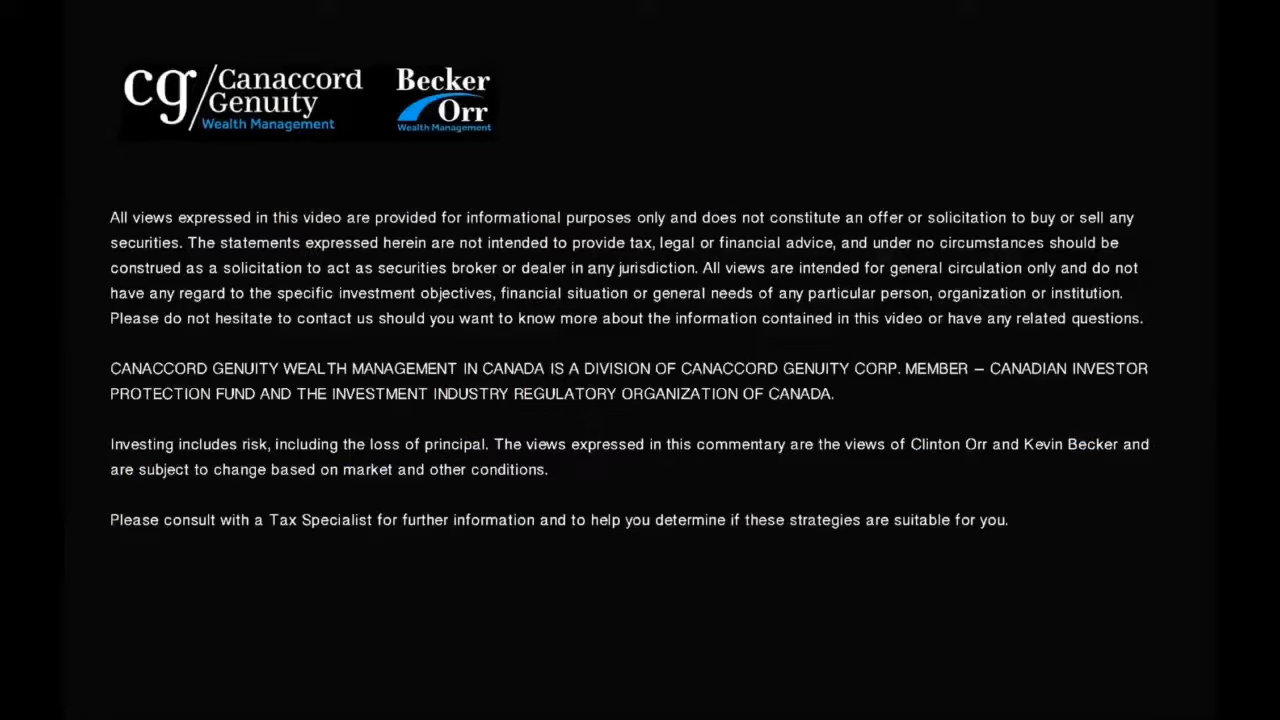 cg/Canaccord
Genuity
Wealth Management
Becker
Orr
Wealth Management
All views expressed in this video are provided for informational purposes only and does not constitute an offer or solicitation to buy or sell any
securities. The statements expressed herein are not intended to provide tax, legal or financial advice, and under no circumstances should be
construed as a solicitation to act as securities broker or dealer in any jurisdiction. All views are intended for general circulation only and do not
have any regard to the specific investment objectives, financial situation or general needs of any particular person, organization or institution.
Please do not hesitate to contact us should you want to know more about the information contained in this video or have any related questions.
CANACCORD GENUITY WEALTH MANAGEMENT IN CANADA IS A DIVISION OF CANACCORD GENUITY CORP. MEMBER – CANADIAN INVESTOR
PROTECTION FUND AND THE INVESTMENT INDUSTRY REGULATORY ORGANIZATION OF CANADA.
Investing includes risk, including the loss of principal. The views expressed in this commentary are the views of Clinton Orr and Kevin Becker and
are subject to change based on market and other conditions.
Please consult with a Tax Specialist for further information and to help you determine if these strategies are suitable for you.